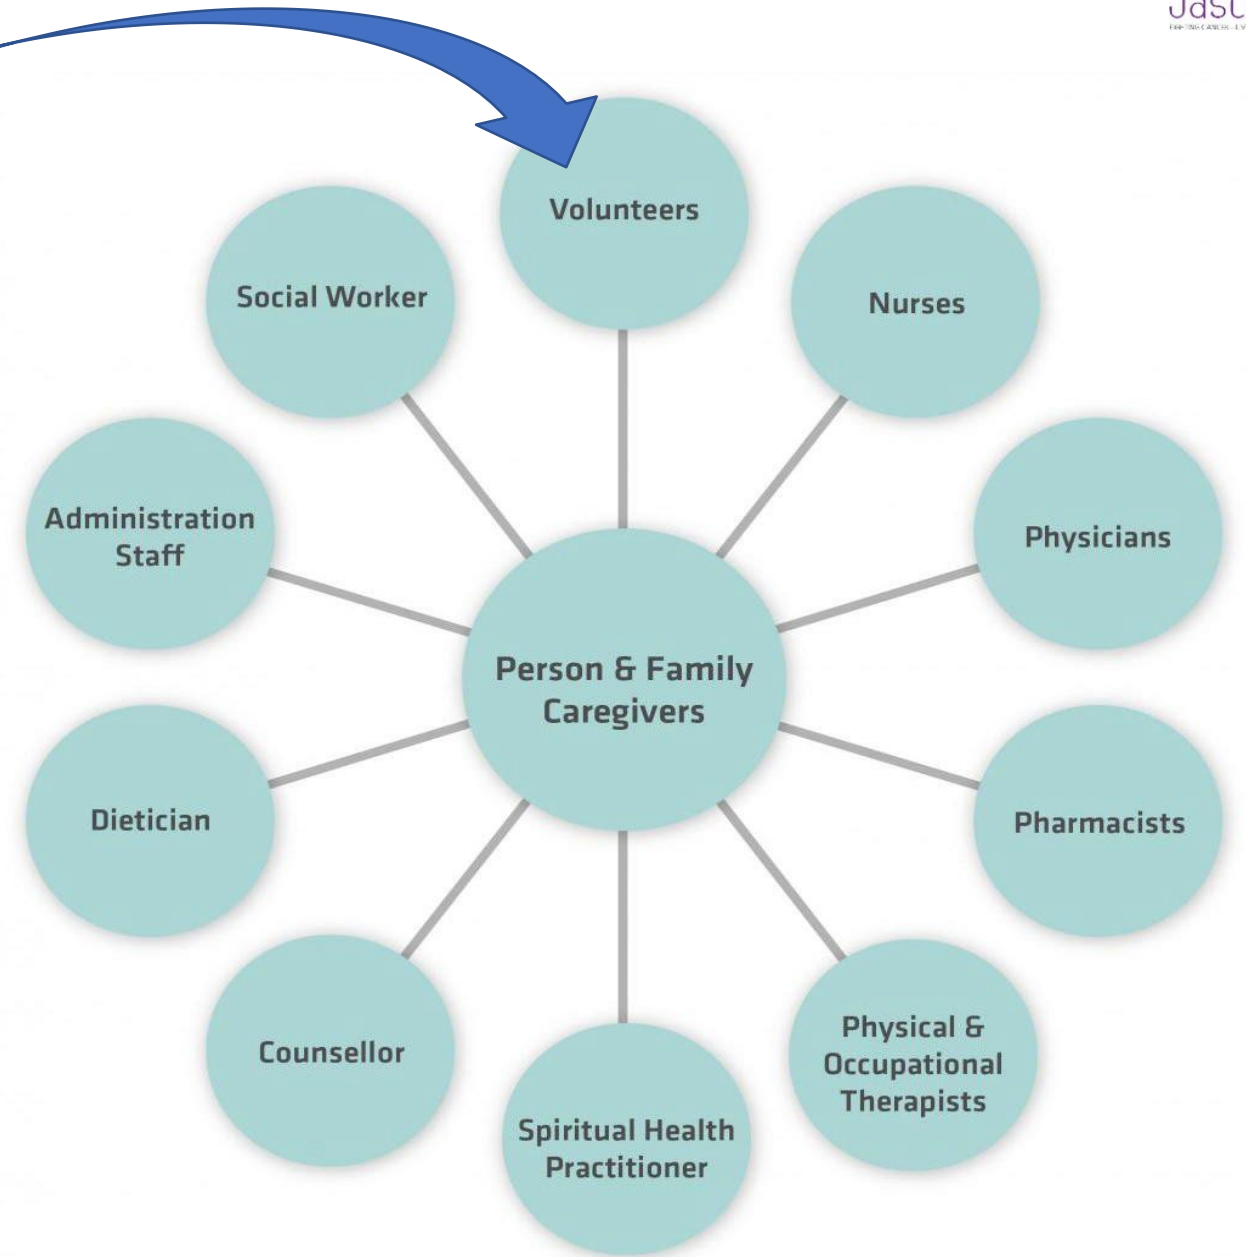 Volunteers
Nurses
Physicians
Pharmacists
Physical &
Occupational
Therapists
Spiritual Health
Practitioner
Counsellor
Dietician
Administration
Staff
Social Worker
Person & Family
Caregivers